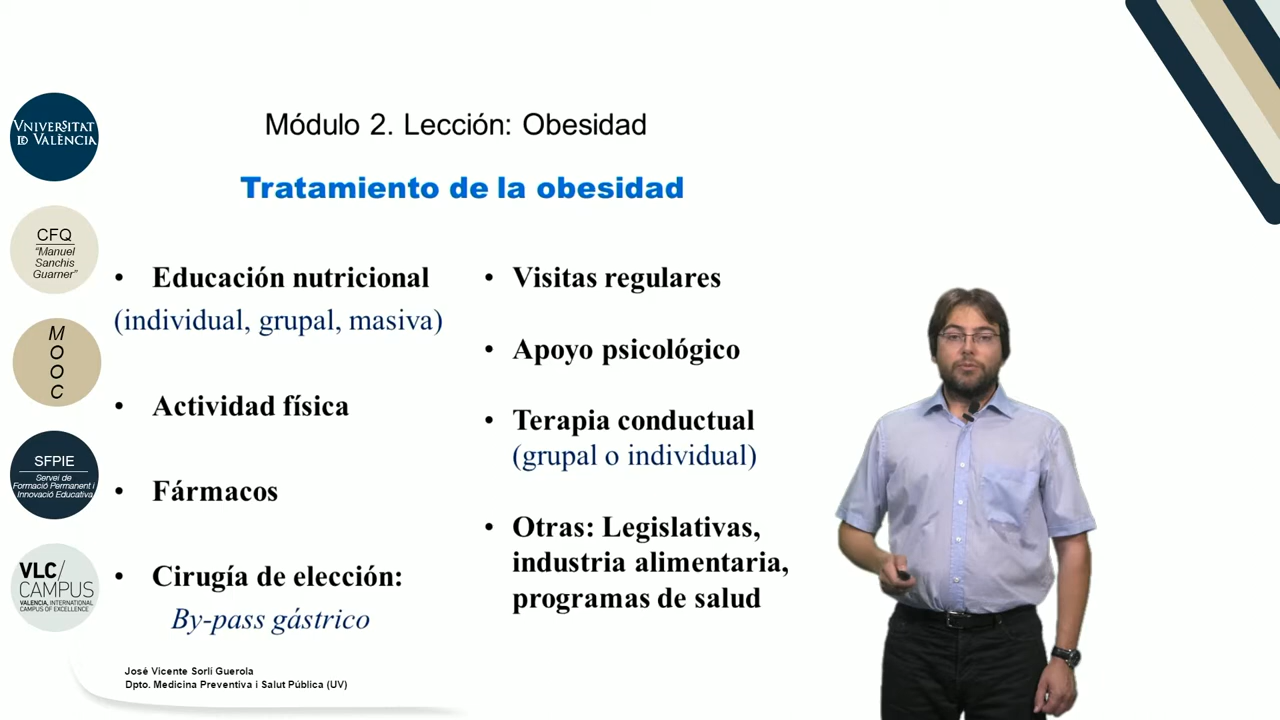 Módulo 2. Lección: Obesidad
Tratamiento de la obesidad
VNIVERSITAT
ID VALÈNCIA
CFQ
"Manuel
Sanchis
Guarner"
M
O
O
C
SFPIE
Servei de
Formació Permanent i
Innovació Educativa
VLC/
CAMPUS
VALENCIA, INTERNATIONAL
CAMPUS OF EXCELLENCE
• Educación nutricional
(individual, grupal, masiva)
• Actividad física
• Fármacos
• Cirugía de elección:
By-pass gástrico
• Visitas regulares
• Apoyo psicológico
• Terapia conductual
(grupal o individual)
• Otras: Legislativas,
industria alimentaria,
programas de salud
José Vicente Sorlí Guerola
Dpto. Medicina Preventiva i Salut Pública (UV)